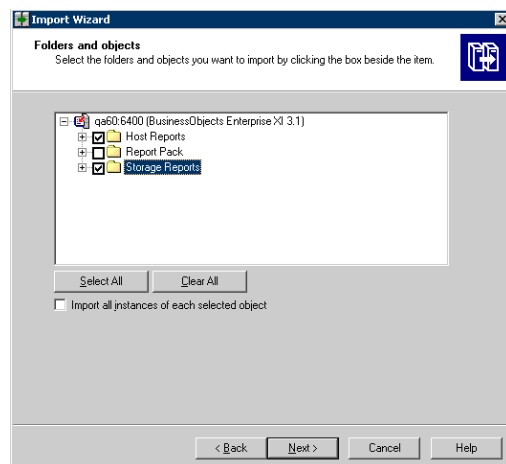 Import Wizard
Folders and objects
Select the folders and objects you want to import by clicking the box beside the item.
qa60:6400 (BusinessObjects Enterprise XI 3.1)
Host Reports
Report Pack
Storage Reports
Select All Clear All
Import all instances of each selected object
< Back Next > Cancel Help